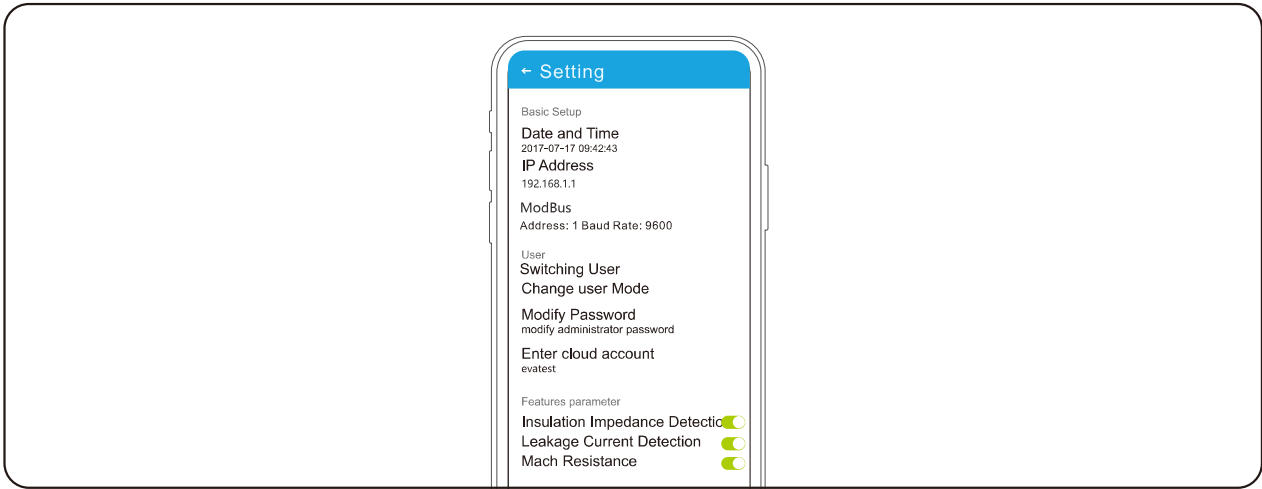 ← Setting
Basic Setup
Date and Time
2017-07-17 09:42:43
IP Address
192.168.1.1
ModBus
Address: 1 Baud Rate: 9600
User
Switching User
Change user Mode
Modify Password
modify administrator password
Enter cloud account
evatest
Features parameter
Insulation Impedance Detectio
Leakage Current Detection
Mach Resistance